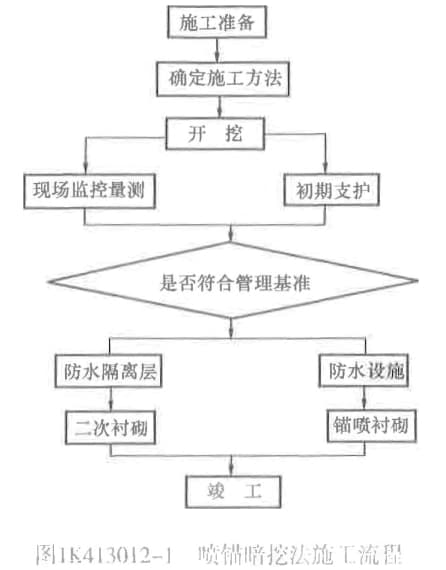 施工准备
确定施工方法
开挖
现场监控量测
初期支护
是否符合管理基准
防水隔离层
防水设施
二次衬砌
锚喷衬砌
竣工
图1K413012-1 喷锚暗挖法施工流程